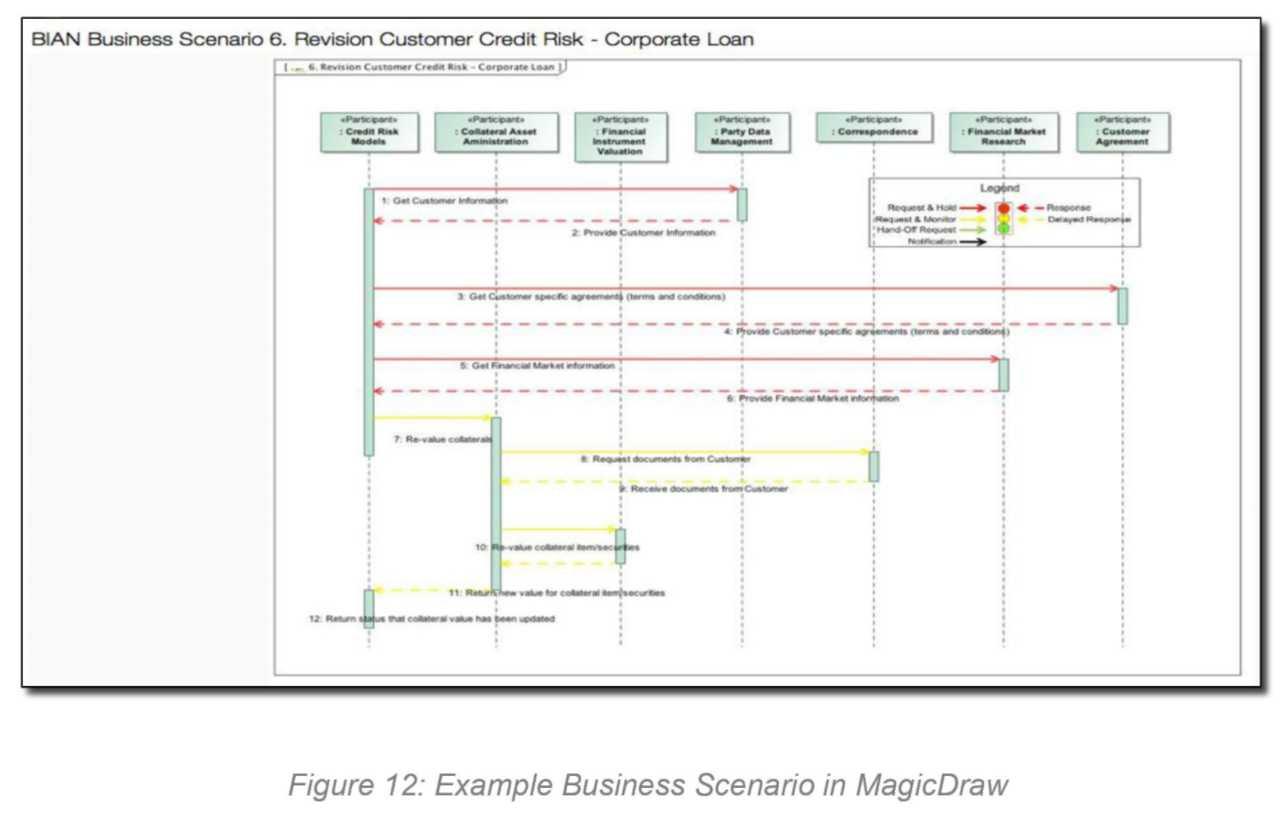 BIAN Business Scenario 6. Revision Customer Credit Risk - Corporate Loan
6. Revision Customer Credit Risk – Corporate Loan ]
«Participant»
: Credit Risk
Models
«Participant»
: Collateral Asset
Aministration
«Participant»
: Financial
Instrument
Valuation
«Participant»
: Party Data
Management
«Participant»
: Correspondence
«Participant»
: Financial Market
Research
«Participant»
: Customer
Agreement
Legend
Request & Hold
Response
Request & Monitor
Delayed Response
Hand-Off Request
Notification
1: Get Customer Information
2: Provide Customer Information
3: Get Customer specific agreements (terms and conditions)
4: Provide Customer specific agreements (terms and conditions)
5: Get Financial Market information
6: Provide Financial Market information
7: Re-value collaterals
8: Request documents from Customer
9: Receive documents from Customer
10: Re-value collateral item/securities
11: Return new value for collateral item/securities
12: Return status that collateral value has been updated
Figure 12: Example Business Scenario in MagicDraw